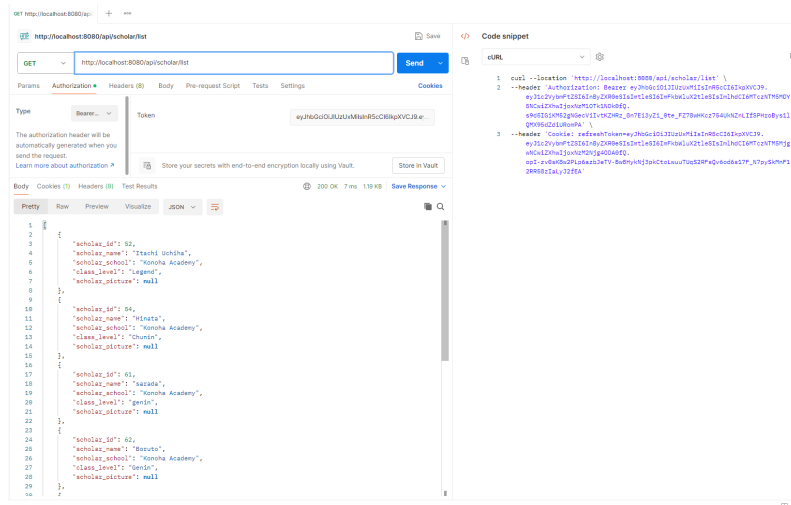 GET http://localhost:8080/api/
http://localhost:8080/api/scholar/list
Save
GET
http://localhost:8080/api/scholar/list
Send
Params
Authorization
Headers (8)
Body
Pre-request Script
Tests
Settings
Cookies
Type
Bearer...
Token
eyJhbGciOiJIUzUxMiIsInR5cCI6IkpXVCJ9.er...
The authorization header will be
automatically generated when you
send the request.
Learn more about authorization ↗
Store your secrets with end-to-end encryption locally using Vault.
Store in Vault
Body
Cookies (1)
Headers (8)
Test Results
200 OK
7 ms
1.19 KB
Save Response
Pretty
Raw
Preview
Visualize
JSON
1 [
2 {
3 "scholar_id": 52,
4 "scholar_name": "Itachi Uchiha",
5 "scholar_school": "Konoha Academy",
6 "class_level": "Legend",
7 "scholar_picture": null
8 },
9 {
10 "scholar_id": 54,
11 "scholar_name": "Hinata",
12 "scholar_school": "Konoha Academy",
13 "class_level": "Chunin",
14 "scholar_picture": null
15 },
16 {
17 "scholar_id": 61,
18 "scholar_name": "sarada",
19 "scholar_school": "Konoha Academy",
20 "class_level": "genin",
21 "scholar_picture": null
22 },
23 {
24 "scholar_id": 62,
25 "scholar_name": "Boruto",
26 "scholar_school": "Konoha Academy",
27 "class_level": "Genin",
28 "scholar_picture": null
29 },
Code snippet
cURL
1 curl --location 'http://localhost:8080/api/scholar/list' \
2 --header 'Authorization: Bearer eyJhbGciOiJIUzUxMiIsInR5cCI6IkpXVCJ9.
3 --header 'Cookie: refreshToken=eyJhbGciOiJIUzUxMiIsInR5cCI6IkpXVCJ9.